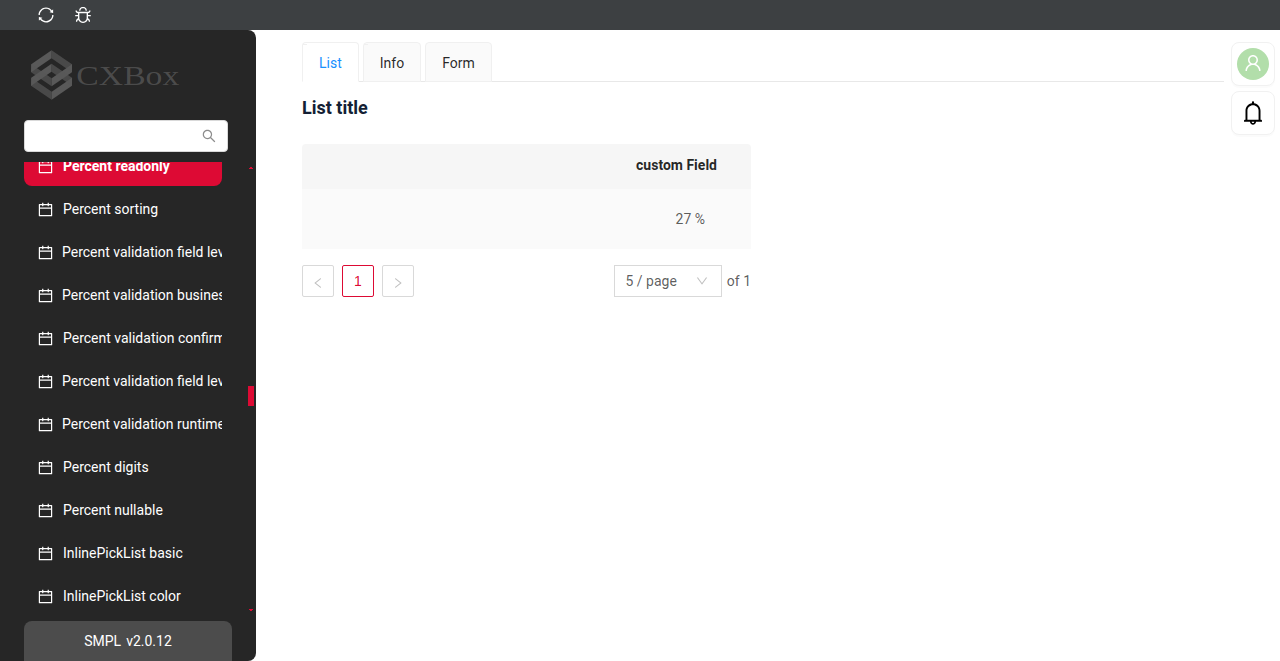 CXBox
Percent readonly
Percent sorting
Percent validation field lev
Percent validation busines
Percent validation confirm
Percent validation field lev
Percent validation runtime
Percent digits
Percent nullable
InlinePickList basic
InlinePickList color
SMPL v2.0.12
List Info Form
List title
custom Field
27 %
1
5 / page of 1